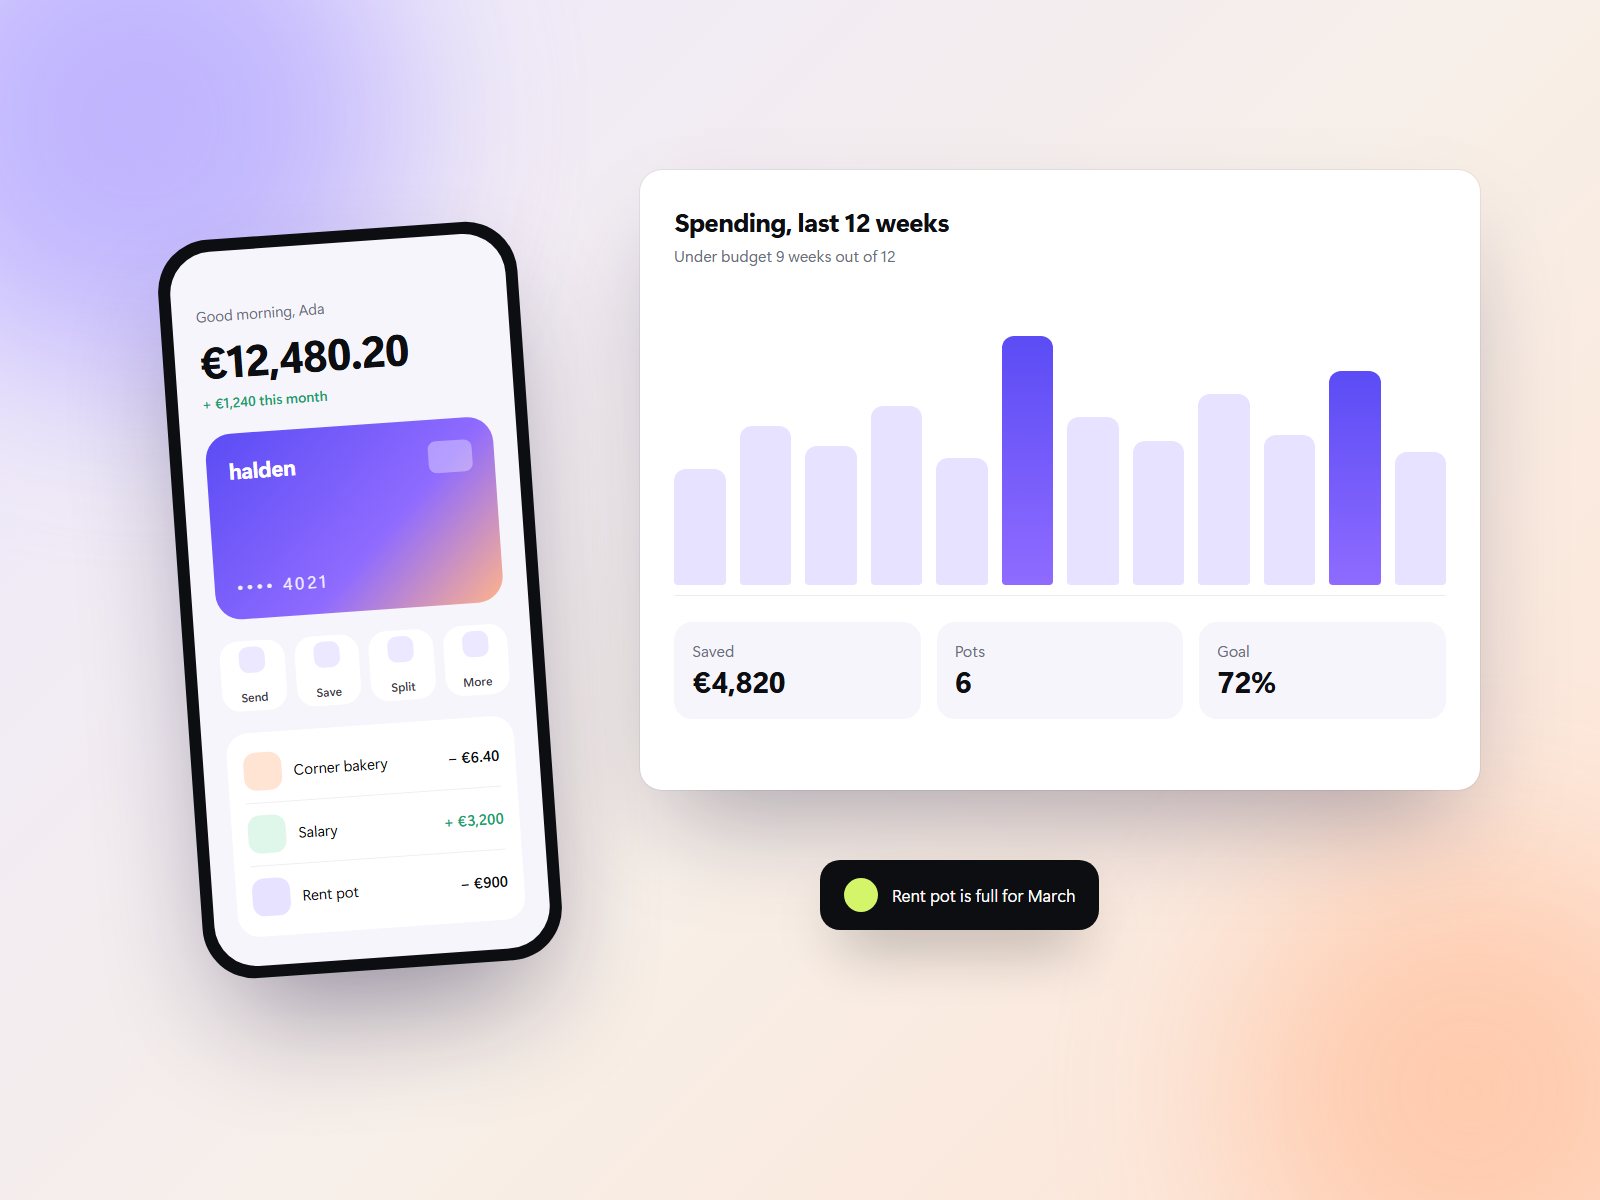 Good morning, Ada
€12,480.20
+ €1,240 this month
halden
•••• 4021
Send
Save
Split
More
Corner bakery
– €6.40
Salary
+ €3,200
Rent pot
– €900
Spending, last 12 weeks
Under budget 9 weeks out of 12
Saved
€4,820
Pots
6
Goal
72%
Rent pot is full for March